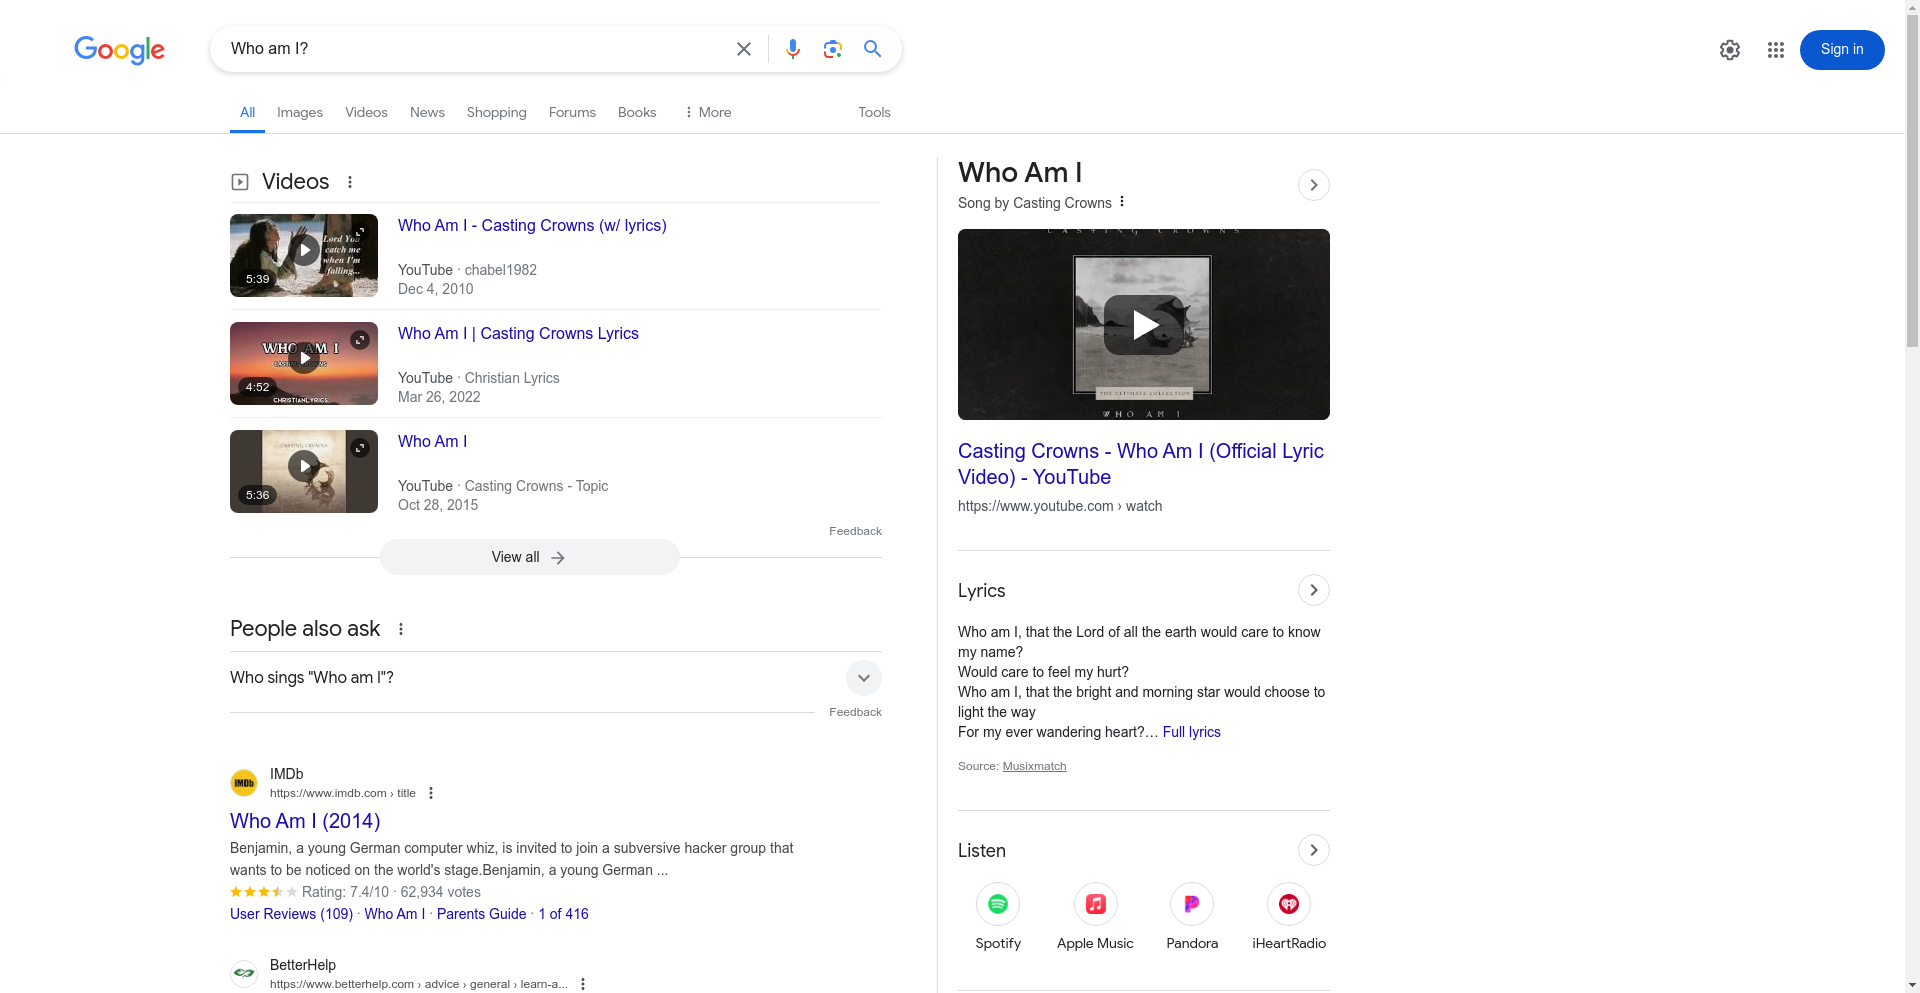 Google
Who am I?
Sign in
All
Images
Videos
News
Shopping
Forums
Books
More
Tools
Videos
Lord You
catch me
when I'm
falling...
5:39
Who Am I - Casting Crowns (w/ lyrics)
YouTube · chabel1982
Dec 4, 2010
WHO AM I
CASTING CROWNS
4:52
CHRISTIANLYRICS
Who Am I | Casting Crowns Lyrics
YouTube · Christian Lyrics
Mar 26, 2022
CASTING CROWNS
5:36
Who Am I
YouTube · Casting Crowns - Topic
Oct 28, 2015
Feedback
View all
People also ask
Who sings "Who am I"?
Feedback
IMDb
IMDb
https://www.imdb.com › title
Who Am I (2014)
Benjamin, a young German computer whiz, is invited to join a subversive hacker group that
wants to be noticed on the world's stage.Benjamin, a young German ...
Rating: 7.4/10 · 62,934 votes
User Reviews (109) · Who Am I · Parents Guide · 1 of 416
BetterHelp
https://www.betterhelp.com › advice › general › learn-a...
Who Am I
Song by Casting Crowns
CASTING CROWNS
THE ULTIMATE COLLECTION
WHO AM I
Casting Crowns - Who Am I (Official Lyric
Video) - YouTube
https://www.youtube.com › watch
Lyrics
Who am I, that the Lord of all the earth would care to know
my name?
Would care to feel my hurt?
Who am I, that the bright and morning star would choose to
light the way
For my ever wandering heart?… Full lyrics
Source: Musixmatch
Listen
Spotify
Apple Music
Pandora
iHeartRadio